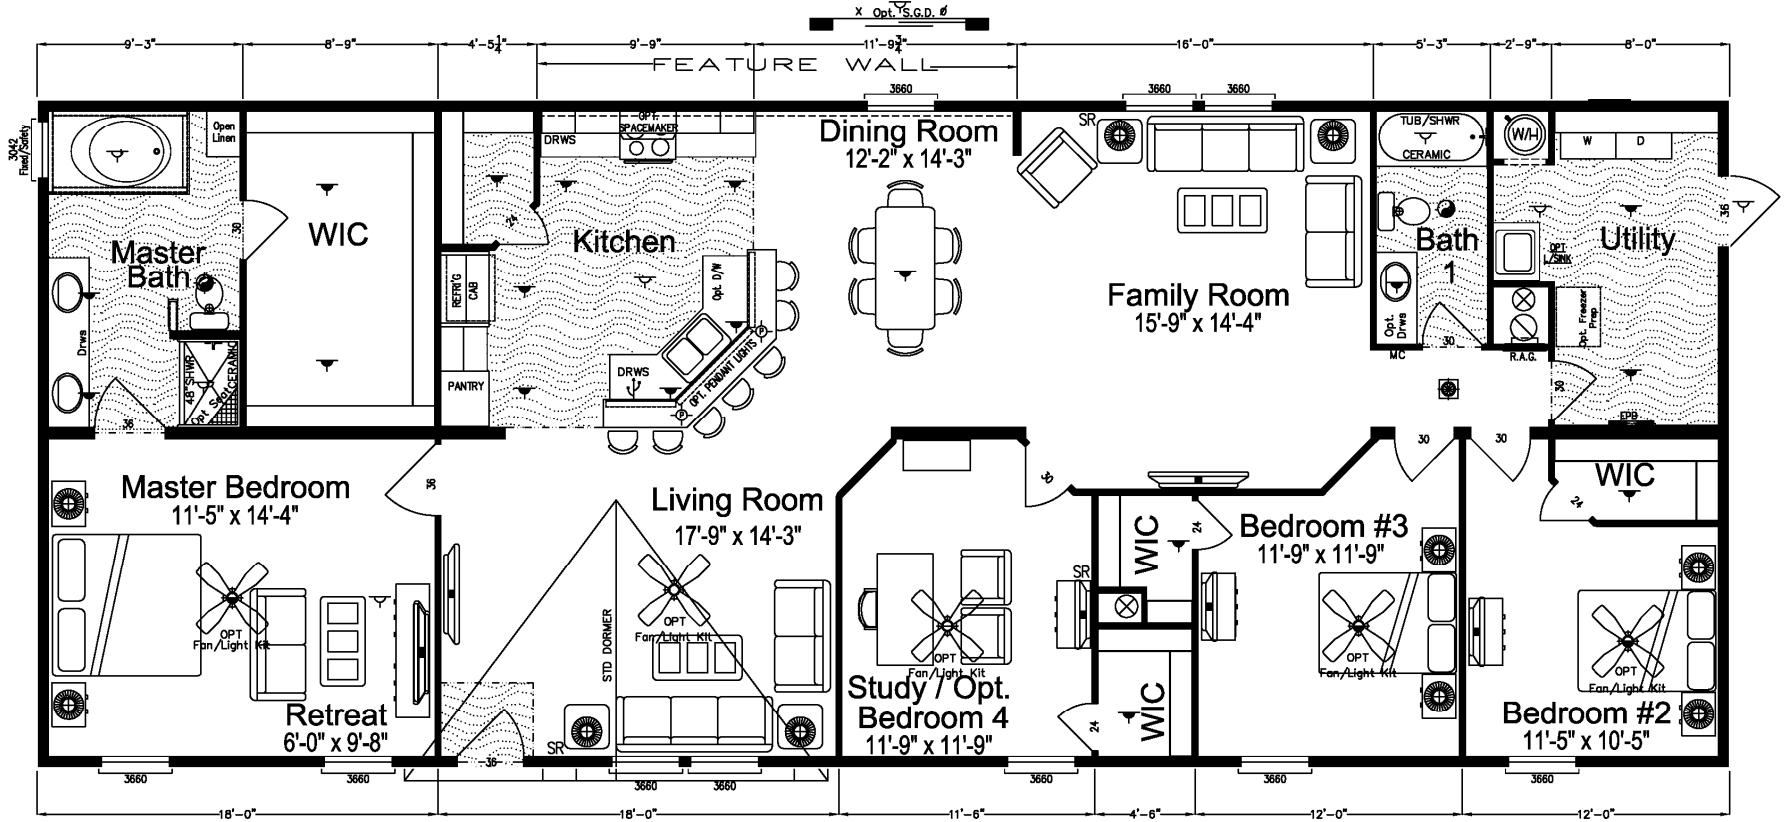 X Opt. S.G.D. Ø
9'-3"
8'-9"
4'-5 1/4"
9'-9"
11'-9 3/4"
16'-0"
5'-3"
2'-9"
8'-0"
FEATURE WALL
3660
3660
3660
3042
Fixed/Safety
Open
Linen
30
WIC
Master
Bath
Drws
36
48"SHWR
Opt Seat
CERAMIC
24
REFRI'G
CAB
PANTRY
DRWS
OPT.
SPACEMAKER
Kitchen
Opt. D/W
DRWS
OPT. PENDANT LIGHTS
P
P
Dining Room
12'-2" x 14'-3"
SR
Family Room
15'-9" x 14'-4"
TUB/SHWR
CERAMIC
Bath
1
Opt.
Drws
30
MC
W/H
W
D
OPT
L/SINK
Utility
36
Opt. Freezer
Prep
R.A.G.
30
EPB
Master Bedroom
11'-5" x 14'-4"
36
OPT
Fan/Light Kit
Retreat
6'-0" x 9'-8"
Living Room
17'-9" x 14'-3"
STD DORMER
OPT
Fan/Light Kit
SR
36
30
SR
OPT
Fan/Light Kit
Study / Opt.
Bedroom 4
11'-9" x 11'-9"
WIC
24
WIC
24
30
Bedroom #3
11'-9" x 11'-9"
OPT
Fan/Light Kit
30
WIC
24
OPT
Fan/Light Kit
Bedroom #2
11'-5" x 10'-5"
3660
3660
3660
3660
3660
3660
3660
18'-0"
18'-0"
11'-6"
4'-6"
12'-0"
12'-0"